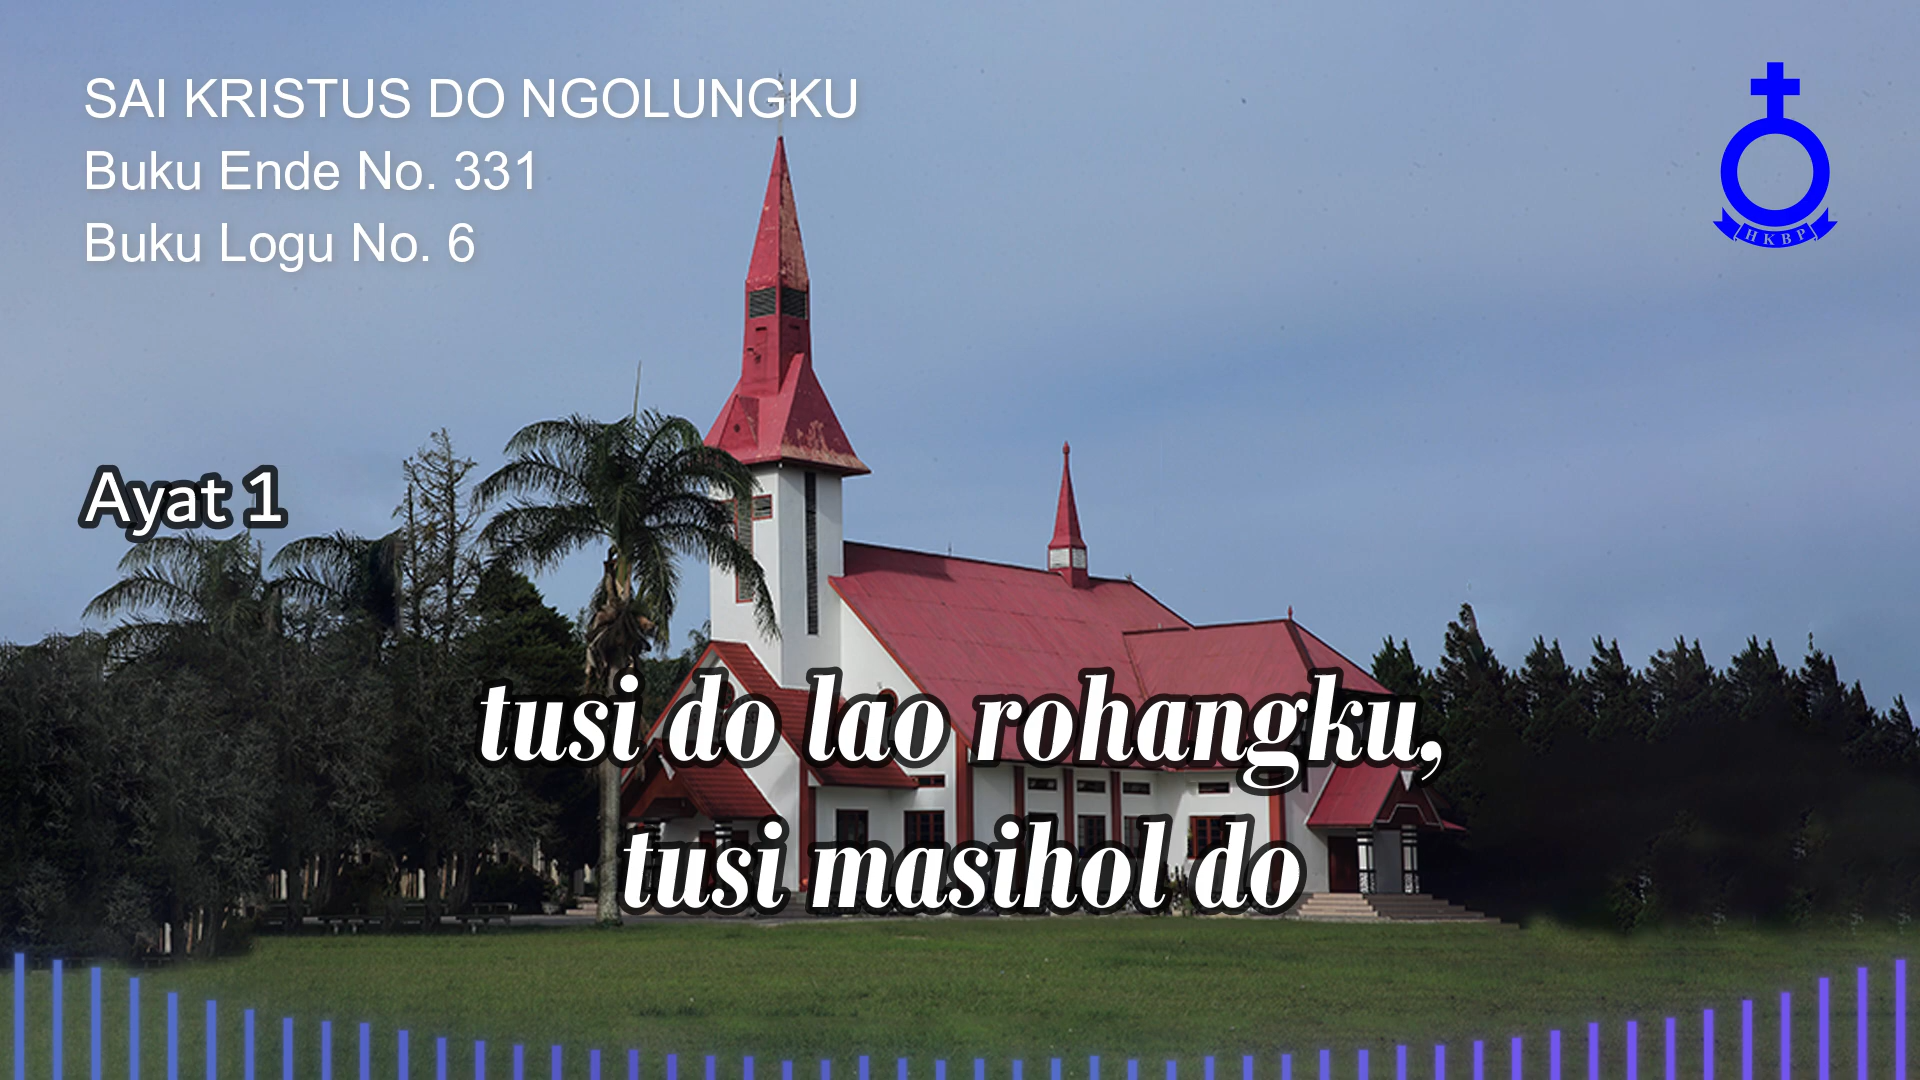 SAI KRISTUS DO NGOLUNGKU
Buku Ende No. 331
Buku Logu No. 6
HKBP
Ayat 1
tusi do lao rohangku,
tusi masihol do